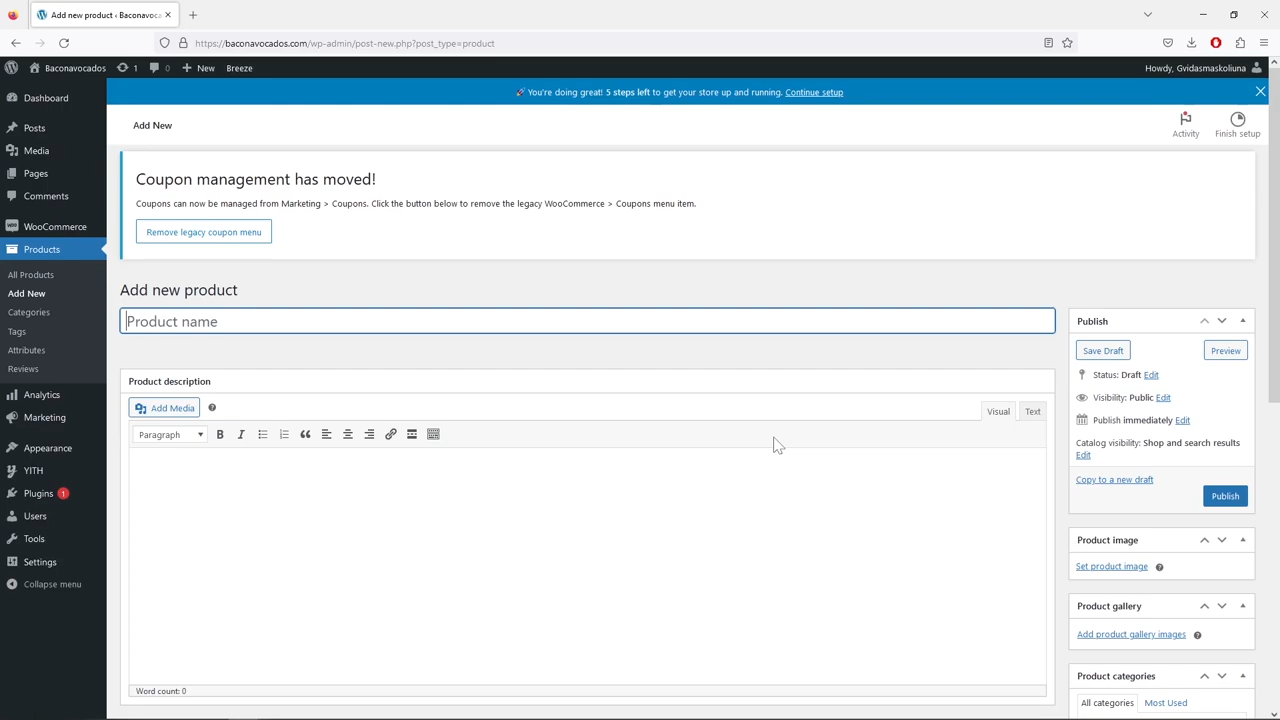 Add new product ‹ Baconavoca
https://baconavocados.com/wp-admin/post-new.php?post_type=product
Baconavocados
1
0
New
Breeze
Howdy, Gvidasmaskoliuna
Dashboard
Posts
Media
Pages
Comments
WooCommerce
Products
All Products
Add New
Categories
Tags
Attributes
Reviews
Analytics
Marketing
Appearance
YITH
Plugins 1
Users
Tools
Settings
Collapse menu
🚀 You're doing great! 5 steps left to get your store up and running. Continue setup
Add New
Activity
Finish setup
Coupon management has moved!
Coupons can now be managed from Marketing > Coupons. Click the button below to remove the legacy WooCommerce > Coupons menu item.
Remove legacy coupon menu
Add new product
Product name
Product description
Add Media
Visual
Text
Paragraph
B
I
Word count: 0
Publish
Save Draft
Preview
Status: Draft Edit
Visibility: Public Edit
Publish immediately Edit
Catalog visibility: Shop and search results
Edit
Copy to a new draft
Publish
Product image
Set product image
Product gallery
Add product gallery images
Product categories
All categories
Most Used